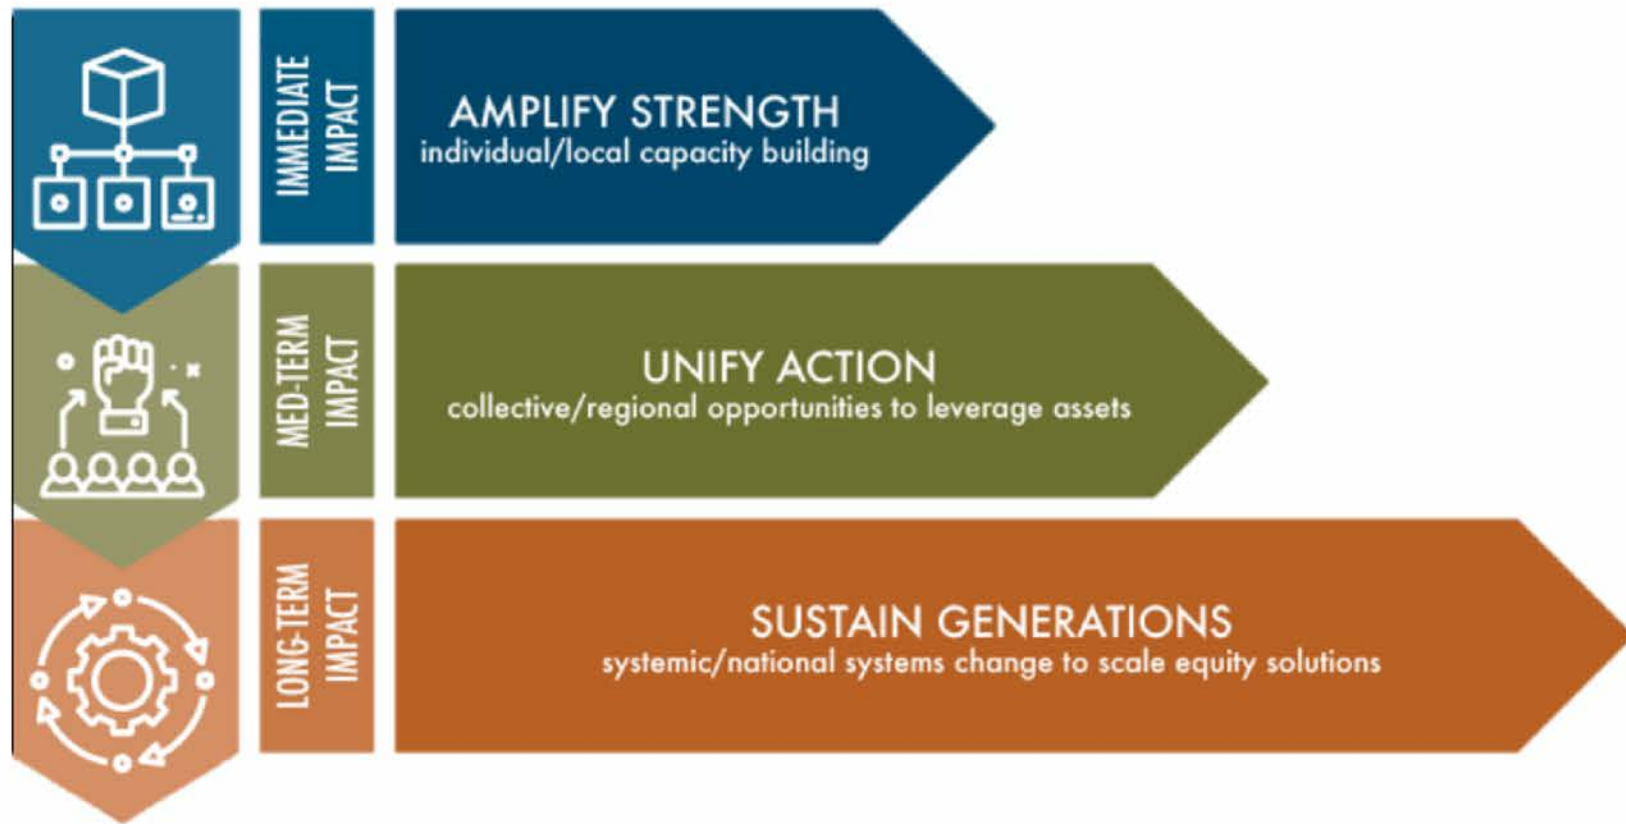 IMMEDIATE
IMPACT
AMPLIFY STRENGTH
individual/local capacity building
MED-TERM
IMPACT
UNIFY ACTION
collective/regional opportunities to leverage assets
LONG-TERM
IMPACT
SUSTAIN GENERATIONS
systemic/national systems change to scale equity solutions